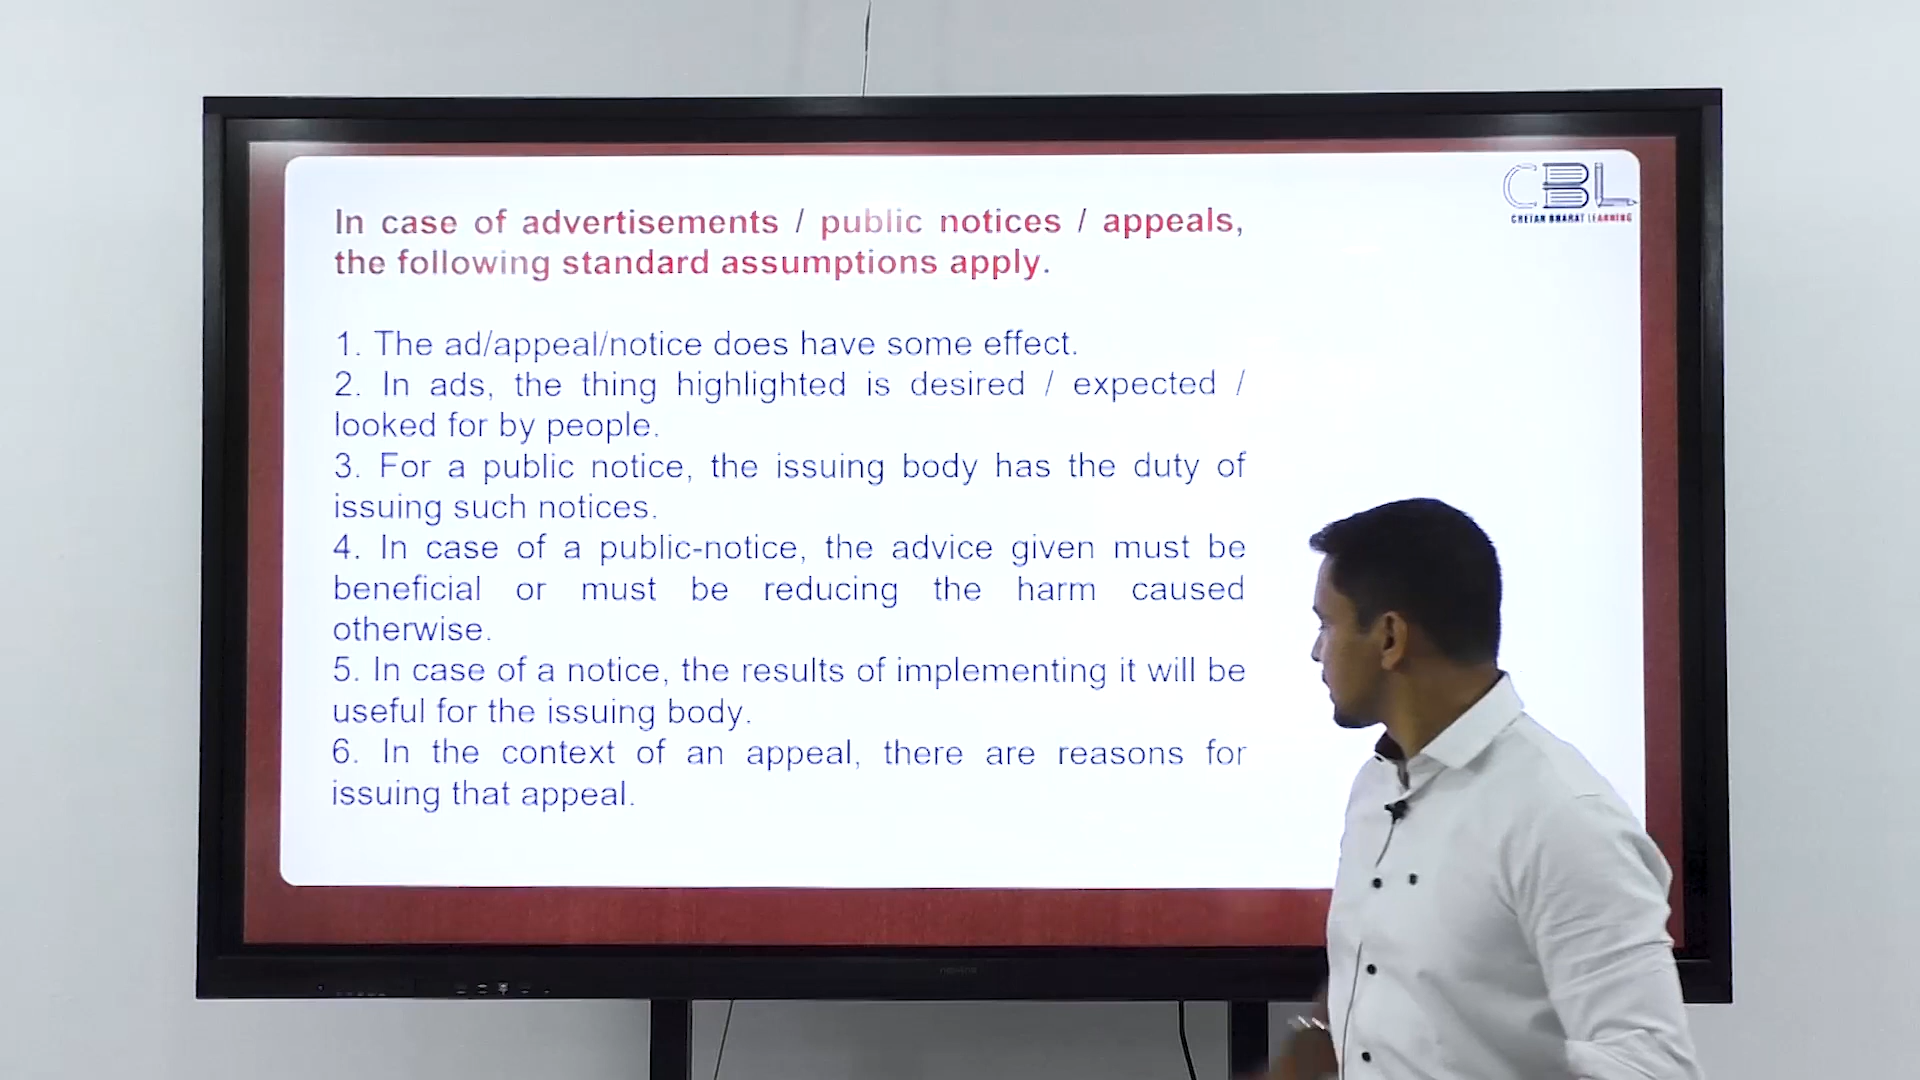 CBL
CHETAN BHARAT LEARNING
In case of advertisements / public notices / appeals,
the following standard assumptions apply.
1. The ad/appeal/notice does have some effect.
2. In ads, the thing highlighted is desired / expected /
looked for by people.
3. For a public notice, the issuing body has the duty of
issuing such notices.
4. In case of a public-notice, the advice given must be
beneficial or must be reducing the harm caused
otherwise.
5. In case of a notice, the results of implementing it will be
useful for the issuing body.
6. In the context of an appeal, there are reasons for
issuing that appeal.